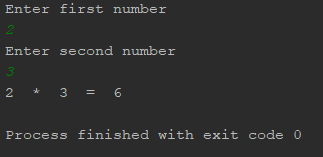 Enter first number
2
Enter second number
3
2 * 3 = 6
Process finished with exit code 0